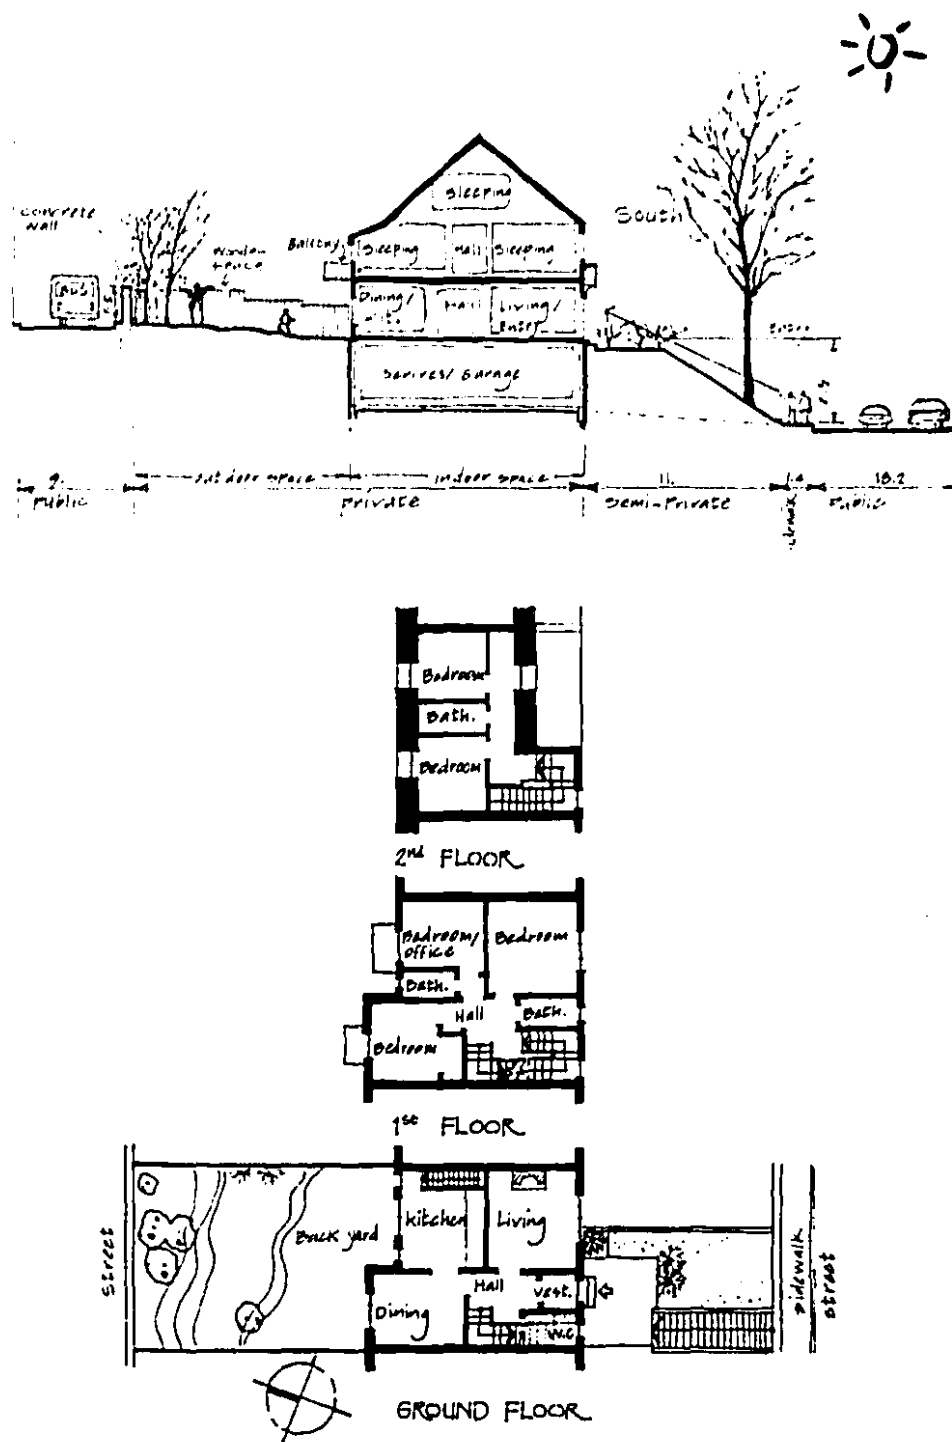 Sleeping
Concrete
wall
South
Balcony
Sleeping
Hall
Sleeping
Wooden
fence
BUS
Dining/
Hall
Living/
Entry
Services/ Garage
9.
outdoor space
indoor space
11.
18.2
Public
Private
Semi-Private
Public
Bedroom
Bath.
Bedroom
2nd FLOOR
Bedroom/
office
Bedroom
Bath.
Hall
Bath.
Bedroom
1st FLOOR
Street
Back yard
kitchen
Living
Hall
Vest.
Dining
W.C
sidewalk
street
GROUND FLOOR